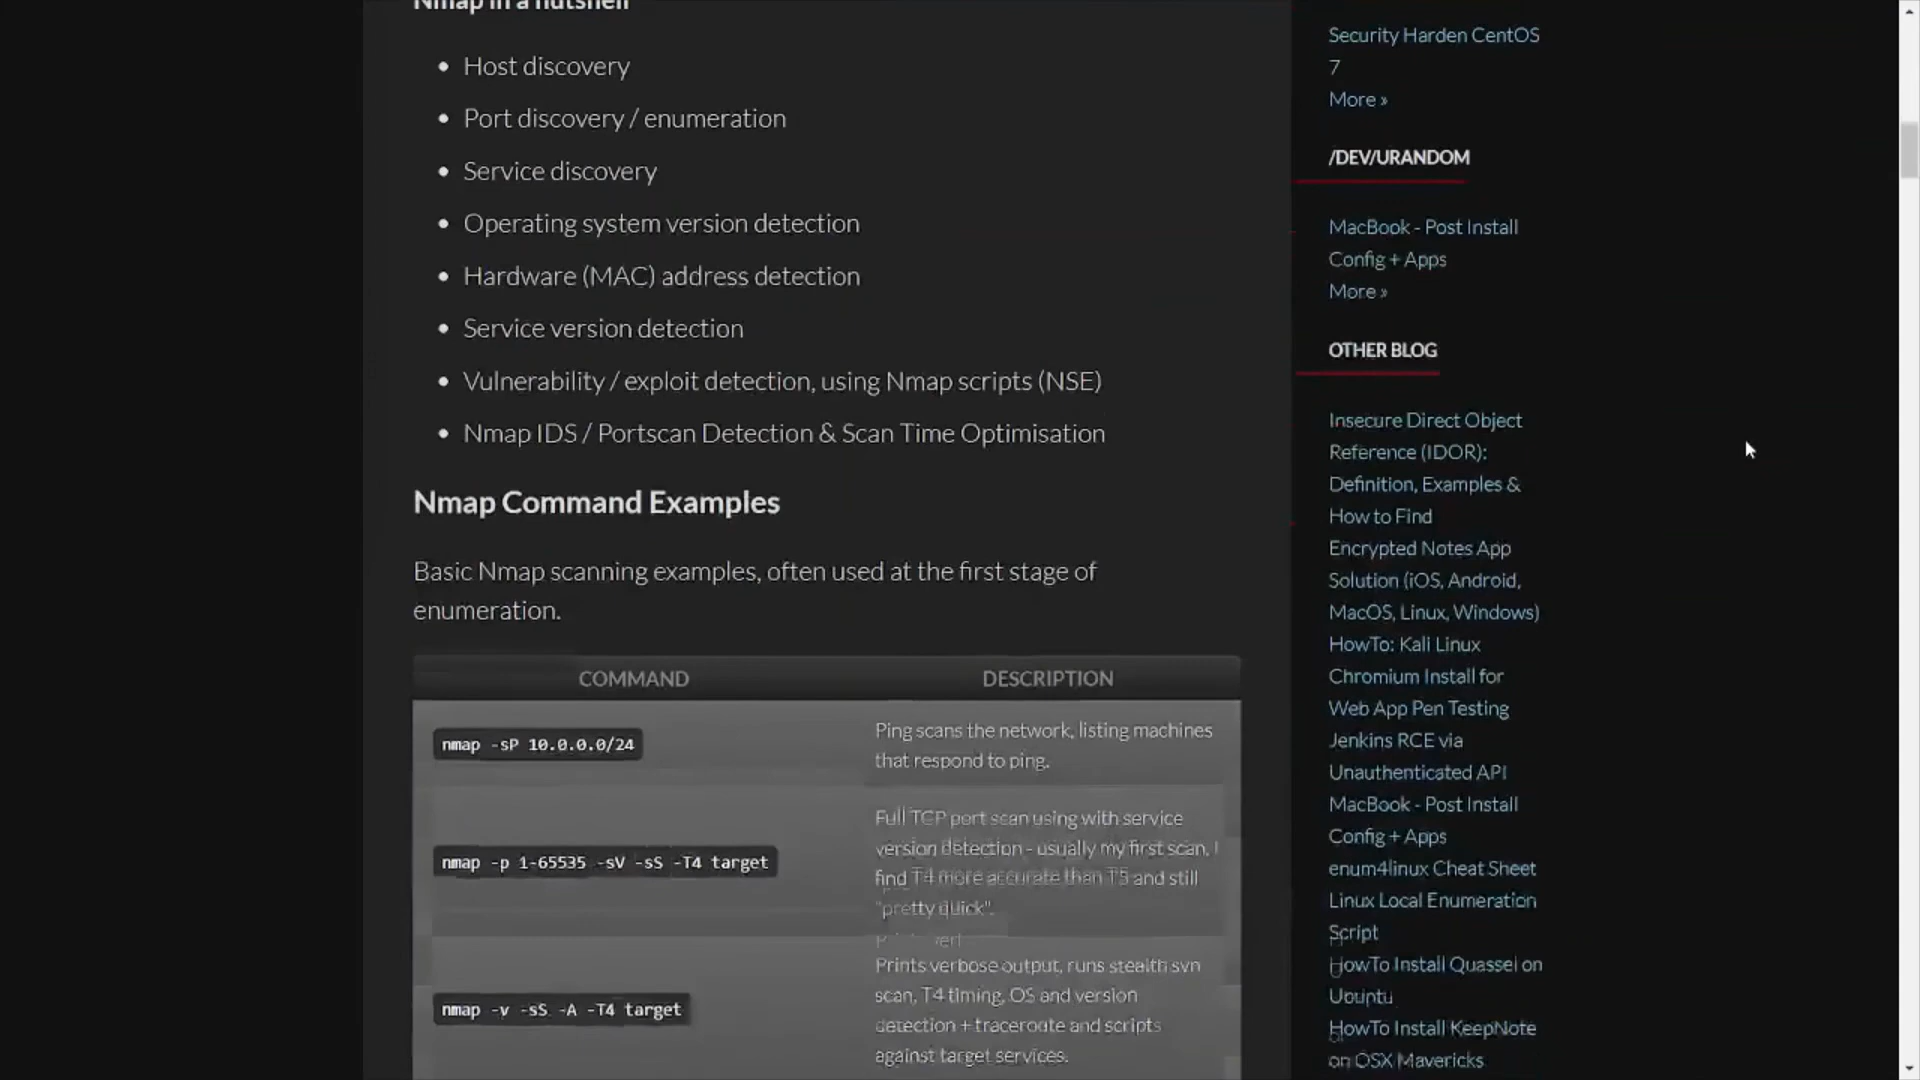 Nmap in a nutshell
Host discovery
Port discovery / enumeration
Service discovery
Operating system version detection
Hardware (MAC) address detection
Service version detection
Vulnerability / exploit detection, using Nmap scripts (NSE)
Nmap IDS / Portscan Detection & Scan Time Optimisation
Nmap Command Examples
Basic Nmap scanning examples, often used at the first stage of
enumeration.
COMMAND DESCRIPTION
nmap -sP 10.0.0.0/24
Ping scans the network, listing machines
that respond to ping.
nmap -p 1-65535 -sV -sS -T4 target
Full TCP port scan using with service
version detection - usually my first scan, I
find T4 more accurate than T5 and still
"pretty quick".
nmap -v -sS -A -T4 target
Prints verbose output, runs stealth syn
scan, T4 timing, OS and version
detection + traceroute and scripts
against target services.
Security Harden CentOS
7
More »
/DEV/URANDOM
MacBook - Post Install
Config + Apps
More »
OTHER BLOG
Insecure Direct Object
Reference (IDOR):
Definition, Examples &
How to Find
Encrypted Notes App
Solution (iOS, Android,
MacOS, Linux, Windows)
HowTo: Kali Linux
Chromium Install for
Web App Pen Testing
Jenkins RCE via
Unauthenticated API
MacBook - Post Install
Config + Apps
enum4linux Cheat Sheet
Linux Local Enumeration
Script
HowTo Install Quassel on
Ubuntu
HowTo Install KeepNote
on OSX Mavericks